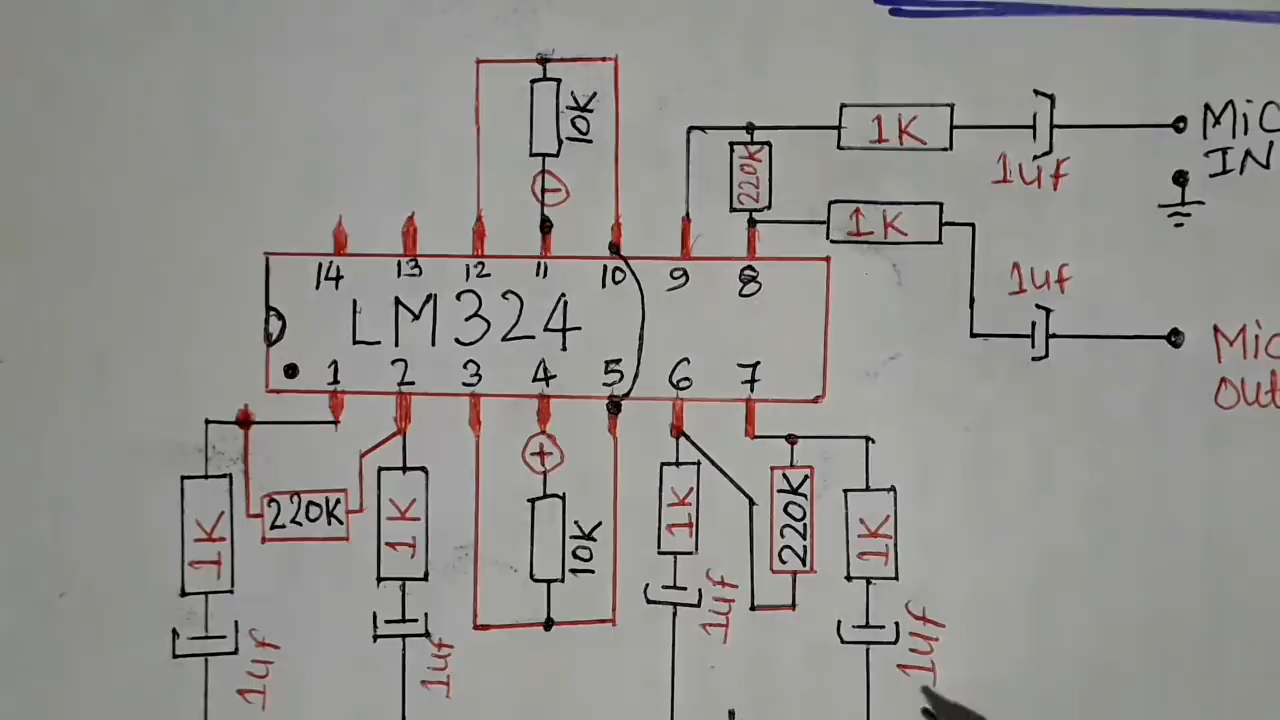 10K
1K
MiC
IN
220K
1uf
1K
1uf
14 13 12 11 10 9 8
LM324
1 2 3 4 5 6 7
Mic
Out
+
−
1K
220K
1K
10K
1K
220K
1K
1uf
1uf
1uf
1uf